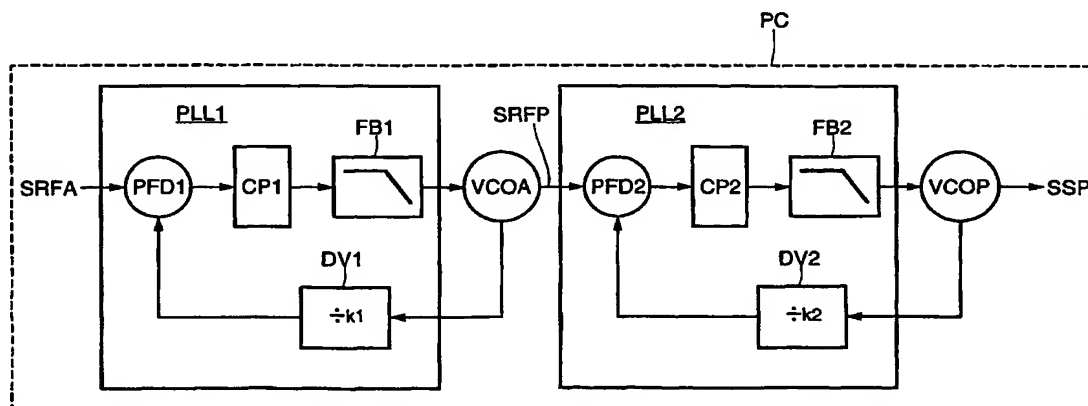 PC
PLL1
FB1
SRFP
PLL2
FB2
SRFA
PFD1
CP1
VCOA
PFD2
CP2
VCOP
SSP
DV1
÷k1
DV2
÷k2